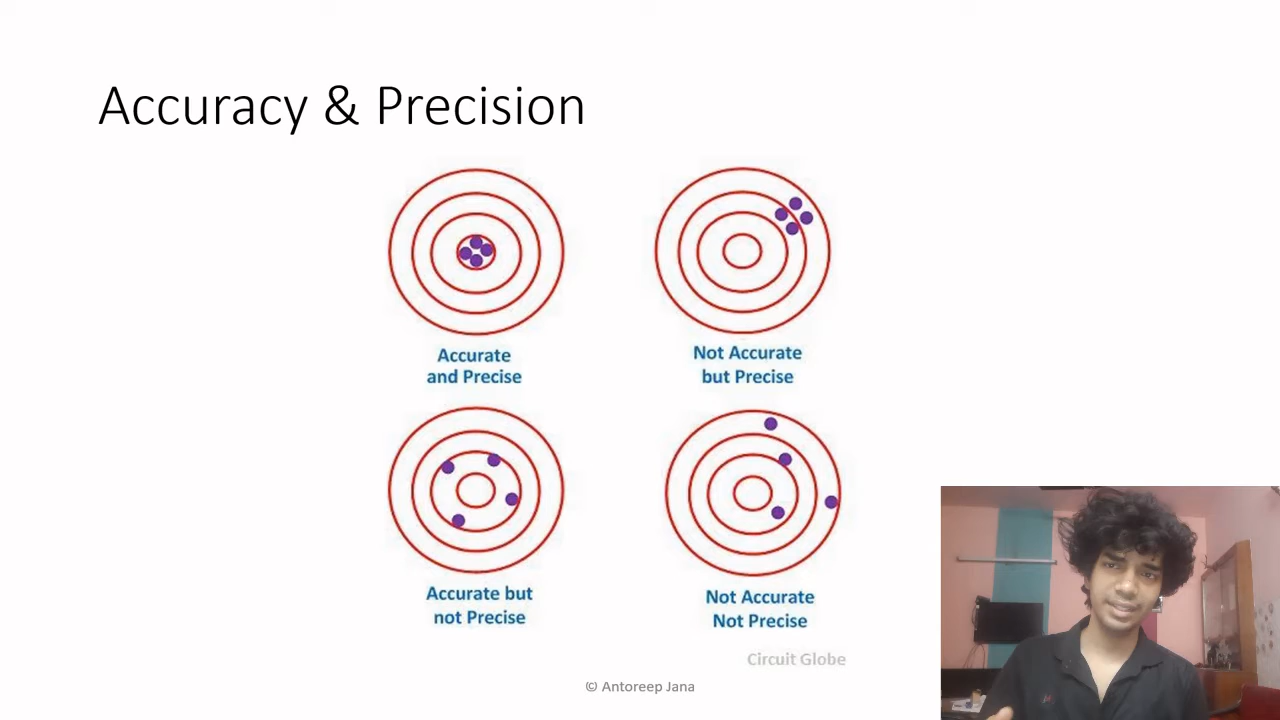 Accuracy & Precision
Accurate
and Precise
Not Accurate
but Precise
Accurate but
not Precise
Not Accurate
Not Precise
Circuit Globe
© Antoreep Jana